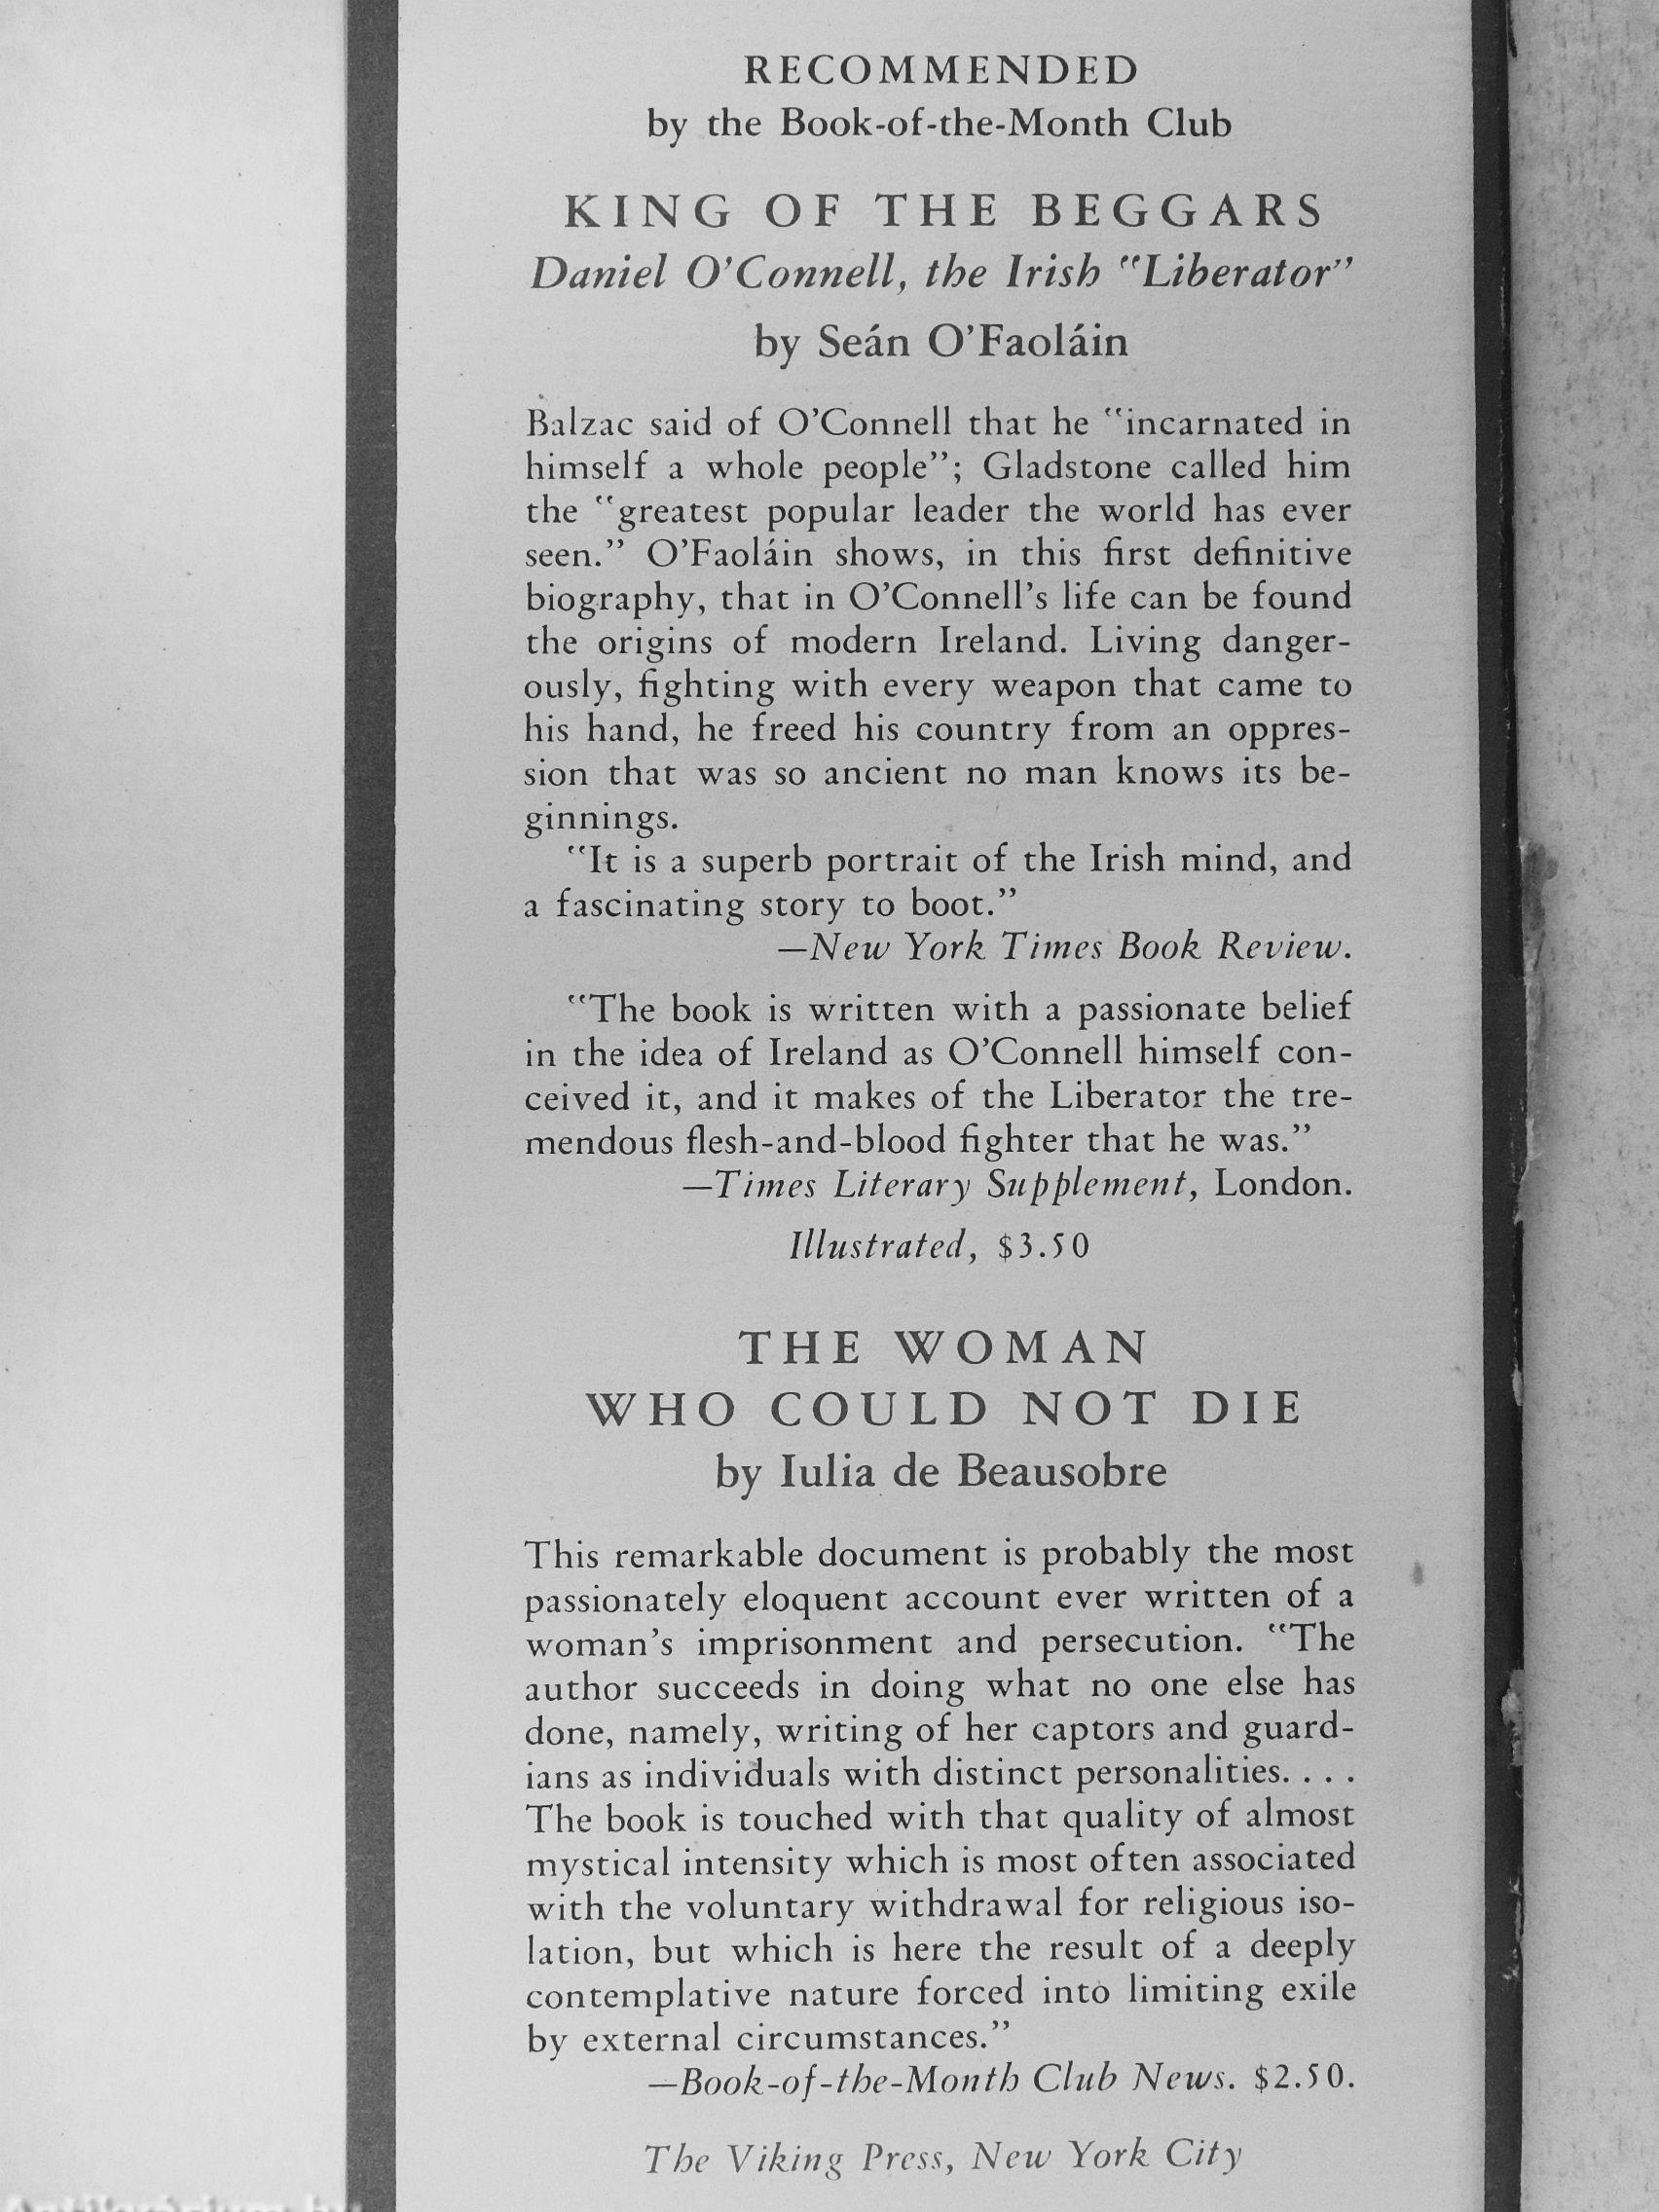 RECOMMENDED
by the Book-of-the-Month Club
KING OF THE BEGGARS
Daniel O'Connell, the Irish "Liberator"
by Seán O'Faoláin
Balzac said of O'Connell that he "incarnated in
himself a whole people"; Gladstone called him
the "greatest popular leader the world has ever
seen." O'Faoláin shows, in this first definitive
biography, that in O'Connell's life can be found
the origins of modern Ireland. Living danger-
ously, fighting with every weapon that came to
his hand, he freed his country from an oppres-
sion that was so ancient no man knows its be-
ginnings.
"It is a superb portrait of the Irish mind, and
a fascinating story to boot."
—New York Times Book Review.
"The book is written with a passionate belief
in the idea of Ireland as O'Connell himself con-
ceived it, and it makes of the Liberator the tre-
mendous flesh-and-blood fighter that he was."
—Times Literary Supplement, London.
Illustrated, $3.50
THE WOMAN
WHO COULD NOT DIE
by Iulia de Beausobre
This remarkable document is probably the most
passionately eloquent account ever written of a
woman's imprisonment and persecution. "The
author succeeds in doing what no one else has
done, namely, writing of her captors and guard-
ians as individuals with distinct personalities. . . .
The book is touched with that quality of almost
mystical intensity which is most often associated
with the voluntary withdrawal for religious iso-
lation, but which is here the result of a deeply
contemplative nature forced into limiting exile
by external circumstances."
—Book-of-the-Month Club News. $2.50.
The Viking Press, New York City